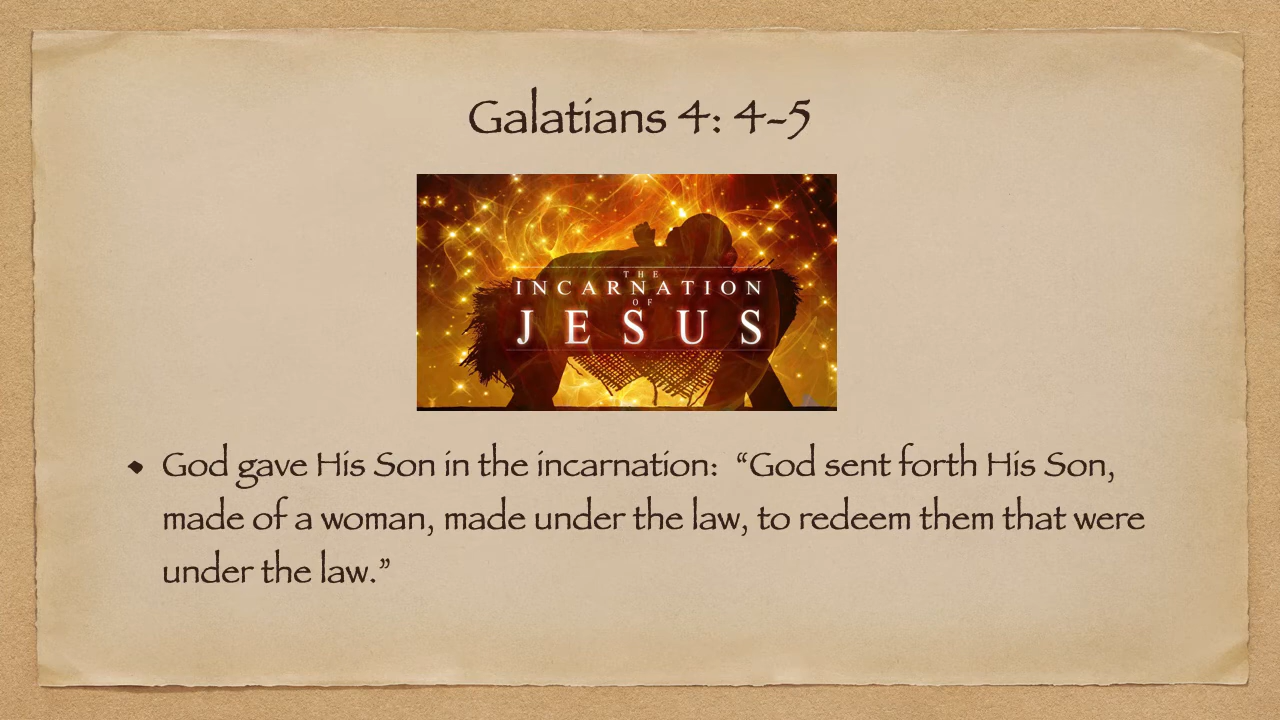 Galatians 4: 4-5
THE
INCARNATION
OF
JESUS
God gave His Son in the incarnation:  “God sent forth His Son,
made of a woman, made under the law, to redeem them that were
under the law.”